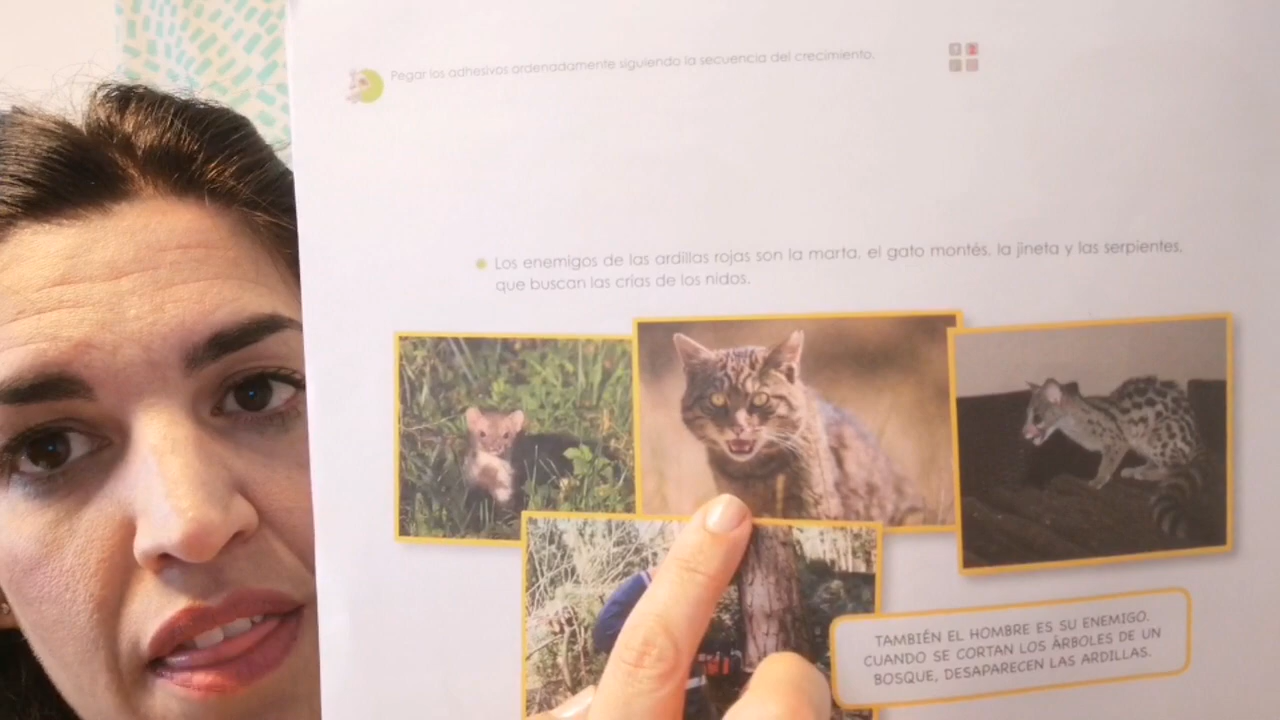 Pegar los adhesivos ordenadamente siguiendo la secuencia del crecimiento.
1 2
Los enemigos de las ardillas rojas son la marta, el gato montés, la jineta y las serpientes,
que buscan las crías de los nidos.
TAMBIÉN EL HOMBRE ES SU ENEMIGO.
CUANDO SE CORTAN LOS ÁRBOLES DE UN
BOSQUE, DESAPARECEN LAS ARDILLAS.